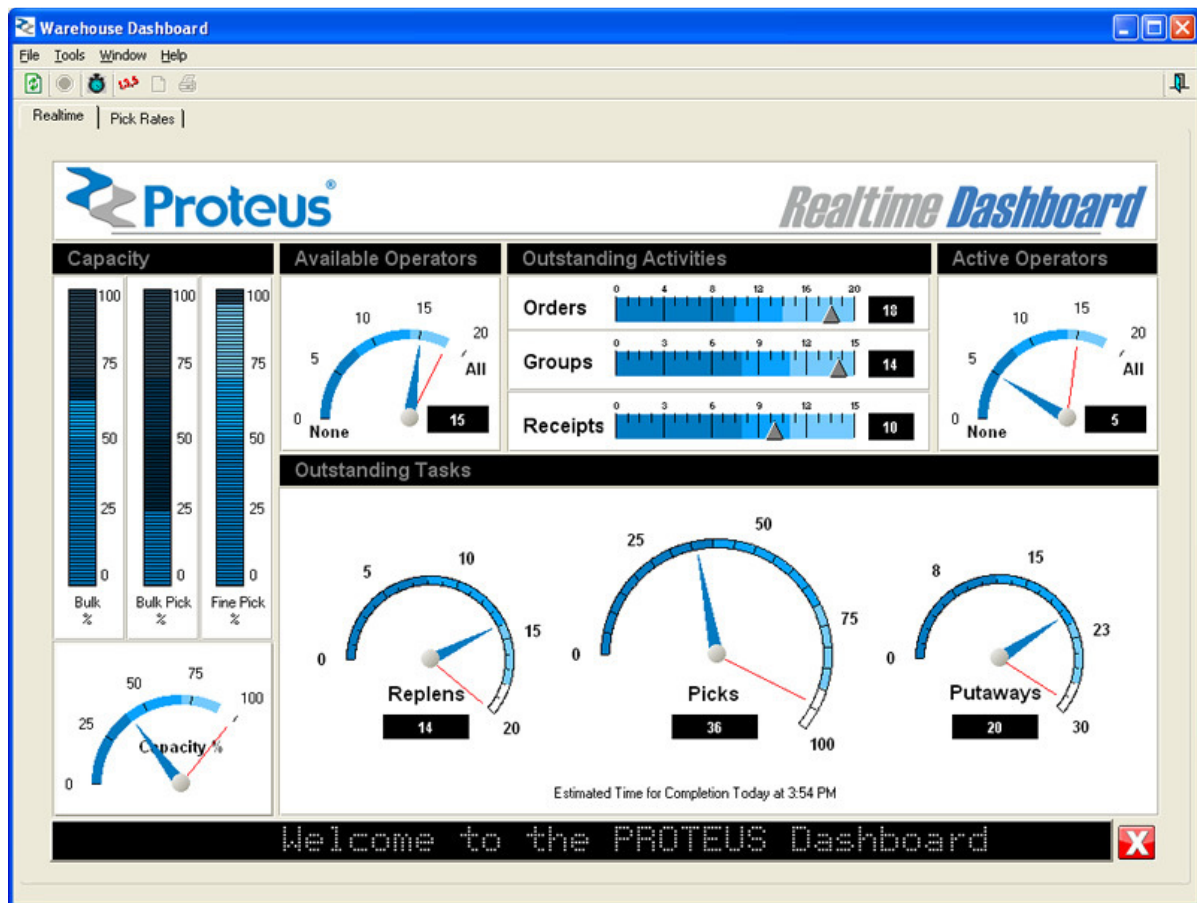 Warehouse Dashboard
File Tools Window Help
1,2,3
Realtime Pick Rates
Proteus®
Realtime Dashboard
Capacity
100
75
50
25
0
Bulk
%
100
75
50
25
0
Bulk Pick
%
100
75
50
25
0
Fine Pick
%
0
25
50
75
100
Capacity %
Available Operators
0
5
10
15
20
None
All
15
Outstanding Activities
0 4 8 12 16 20
Orders 18
0 3 6 9 12 15
Groups 14
0 3 6 9 12 15
Receipts 10
Active Operators
0
5
10
15
20
None
All
5
Outstanding Tasks
0
5
10
15
20
Replens
14
0
25
50
75
100
Picks
36
0
8
15
23
30
Putaways
20
Estimated Time for Completion Today at 3:54 PM
Welcome to the PROTEUS Dashboard
X